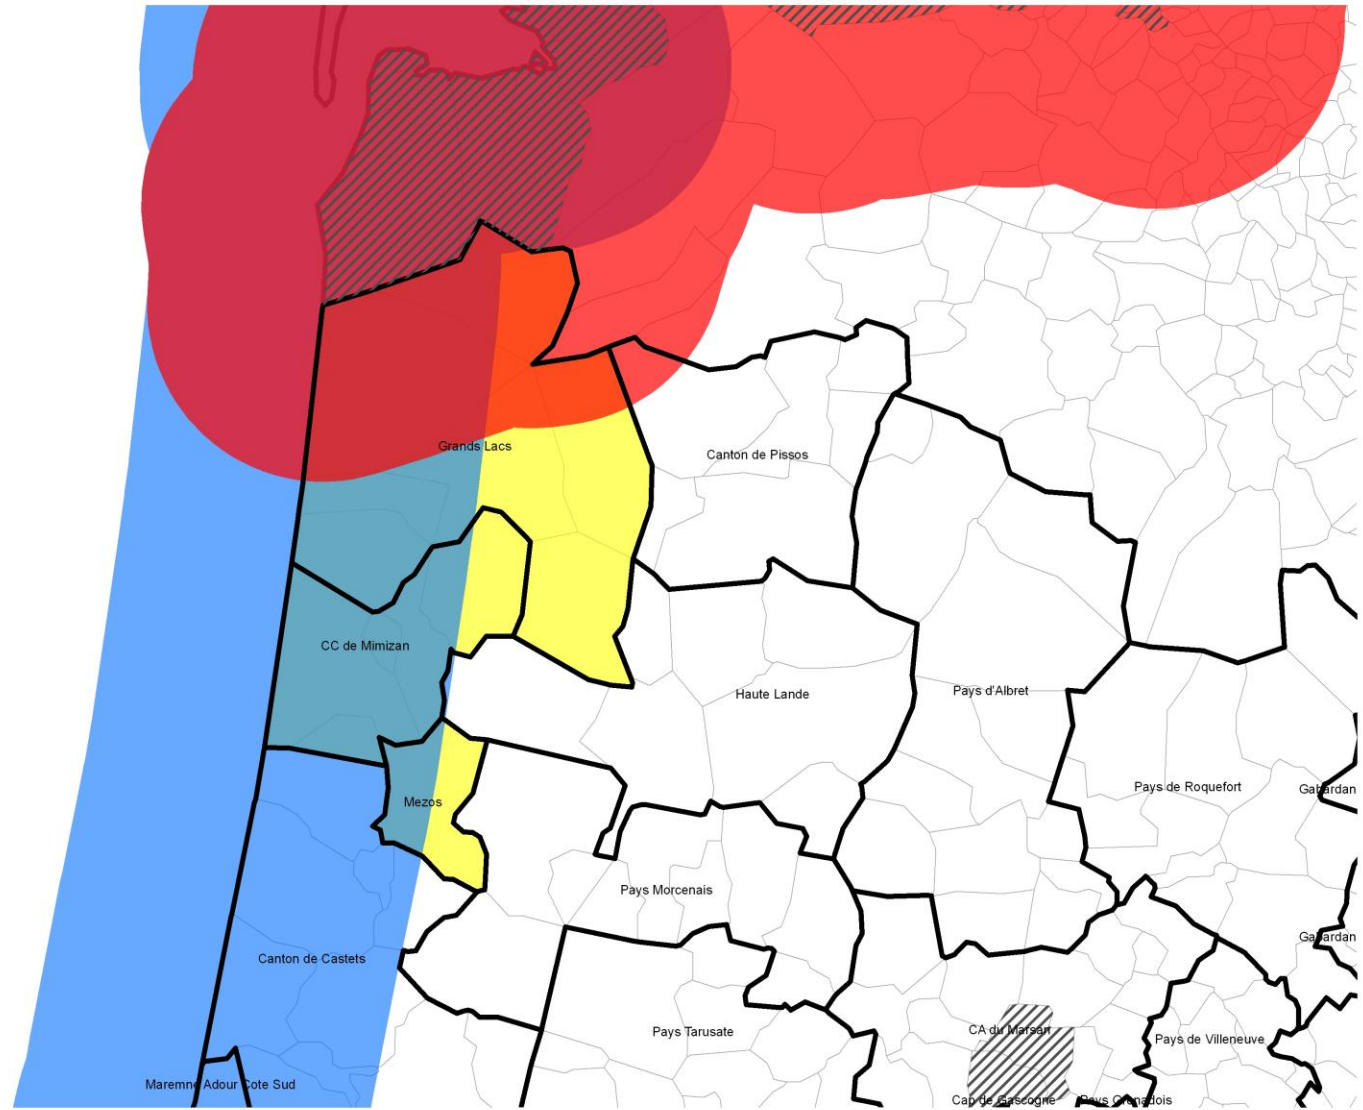 Grands Lacs
Canton de Pissos
CC de Mimizan
Haute Lande
Pays d'Albret
Pays de Roquefort
Gabardan
Mezos
Pays Morcenais
Gabardan
Canton de Castets
Pays Tarusate
CA du Marsan
Pays de Villeneuve
Maremne Adour Cote Sud
Cap de Gascogne
Pays Grenadois